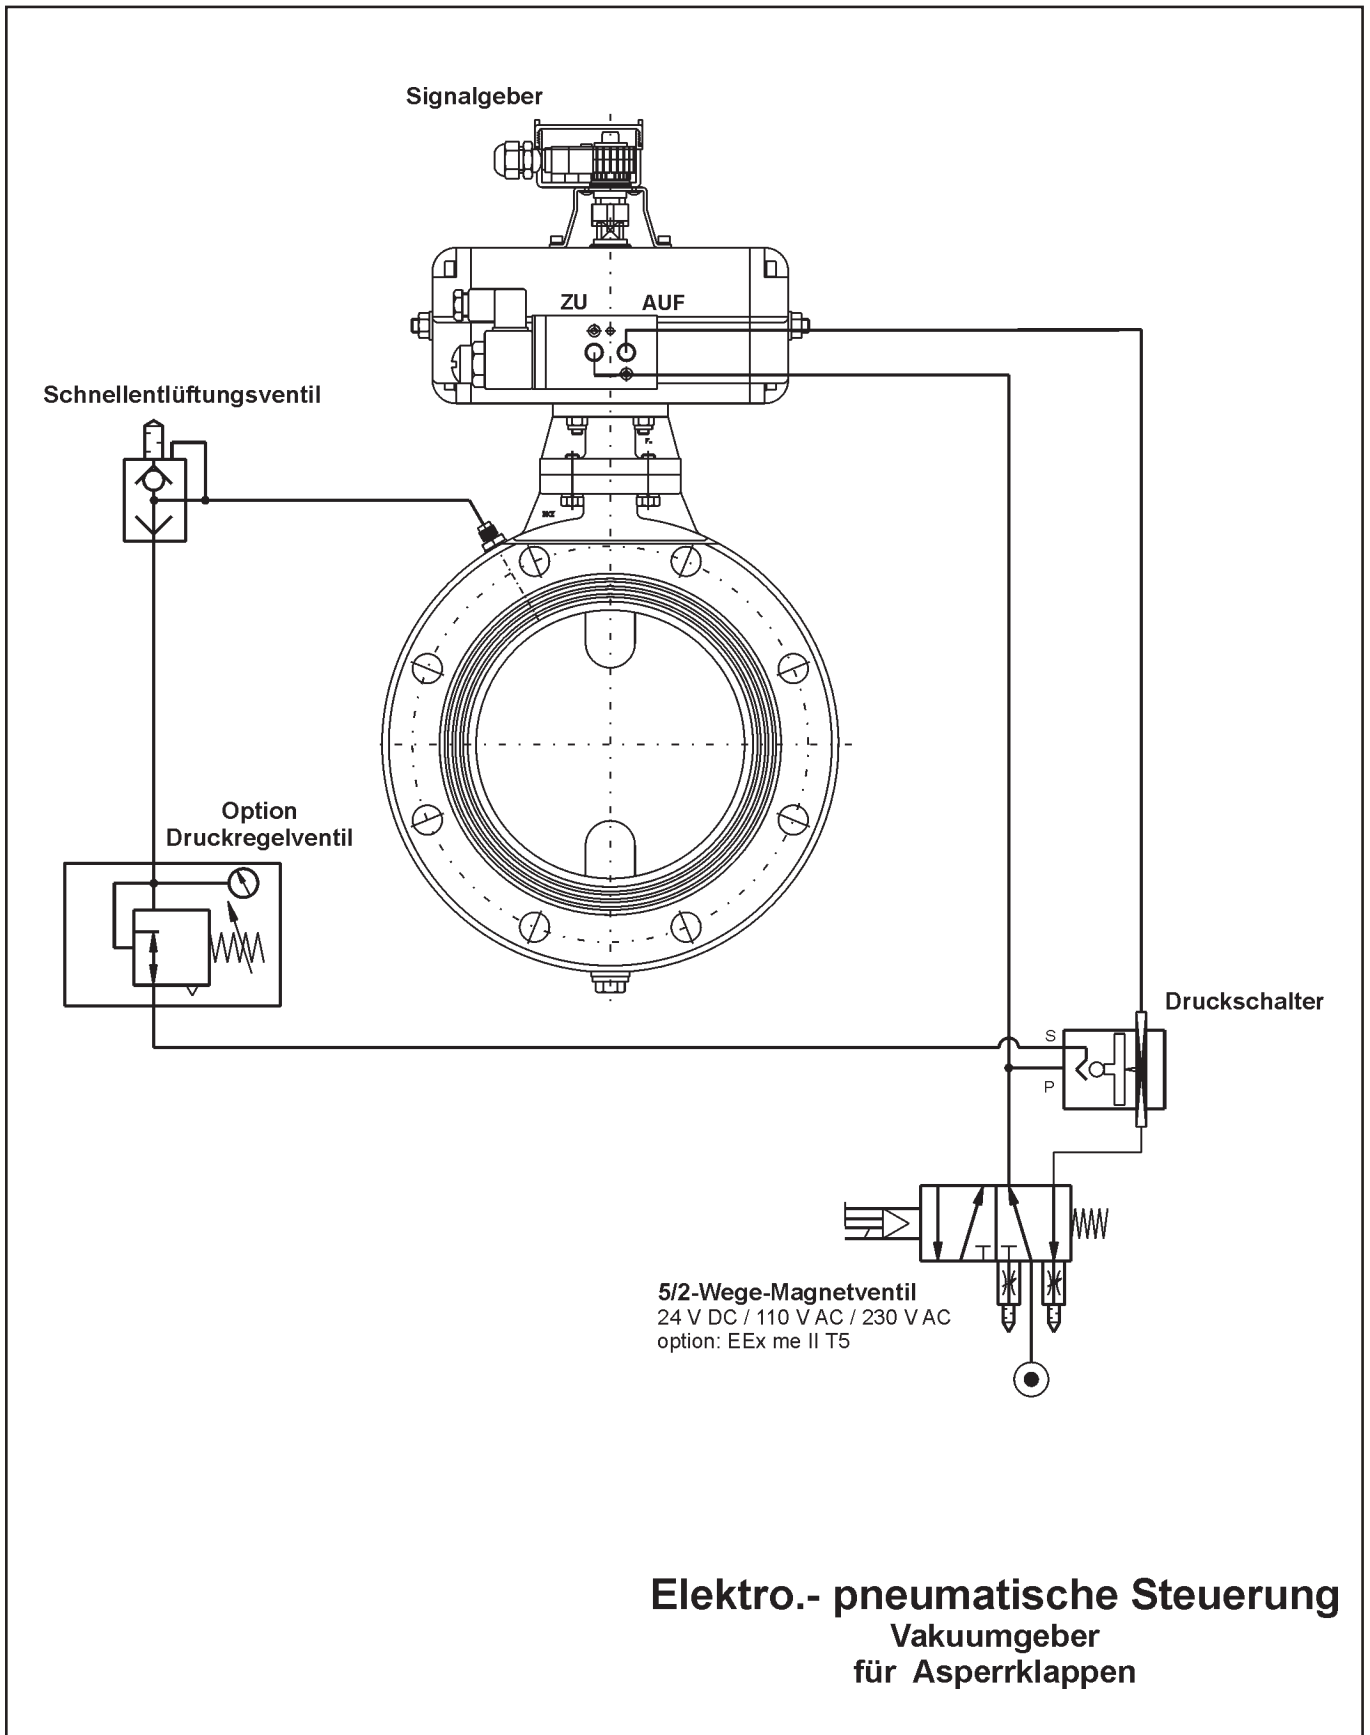 Signalgeber
ZU AUF
Schnellentlüftungsventil
Option
Druckregelventil
Druckschalter
S
P
5/2-Wege-Magnetventil
24 V DC / 110 V AC / 230 V AC
option: EEx me II T5
Elektro.- pneumatische Steuerung
Vakuumgeber
für Asperrklappen